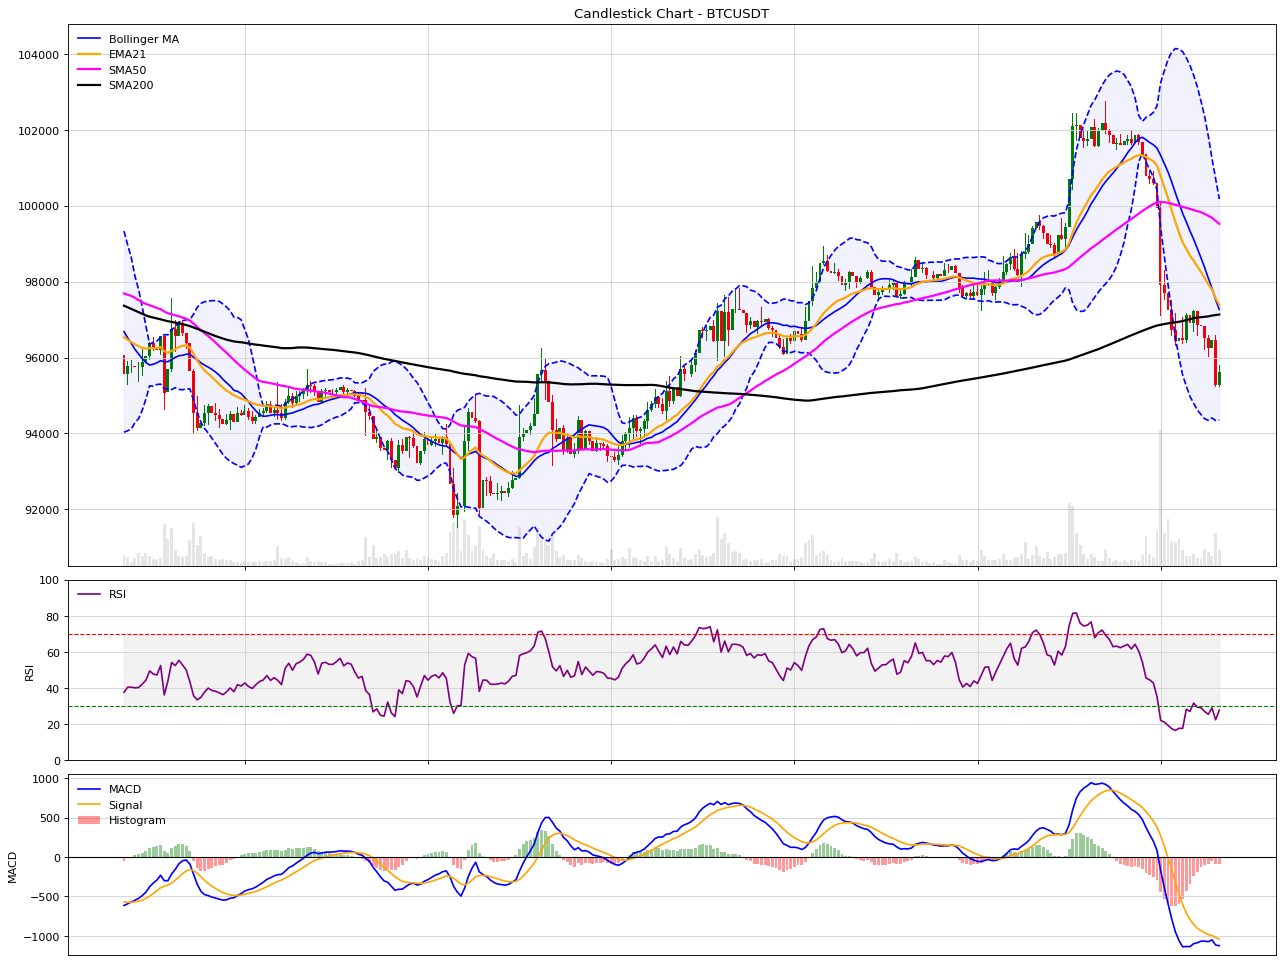 Candlestick Chart - BTCUSDT
Bollinger MA
EMA21
SMA50
SMA200
104000
102000
100000
98000
96000
94000
92000
RSI
RSI
100
80
60
40
20
0
MACD
MACD
Signal
Histogram
1000
500
0
−500
−1000